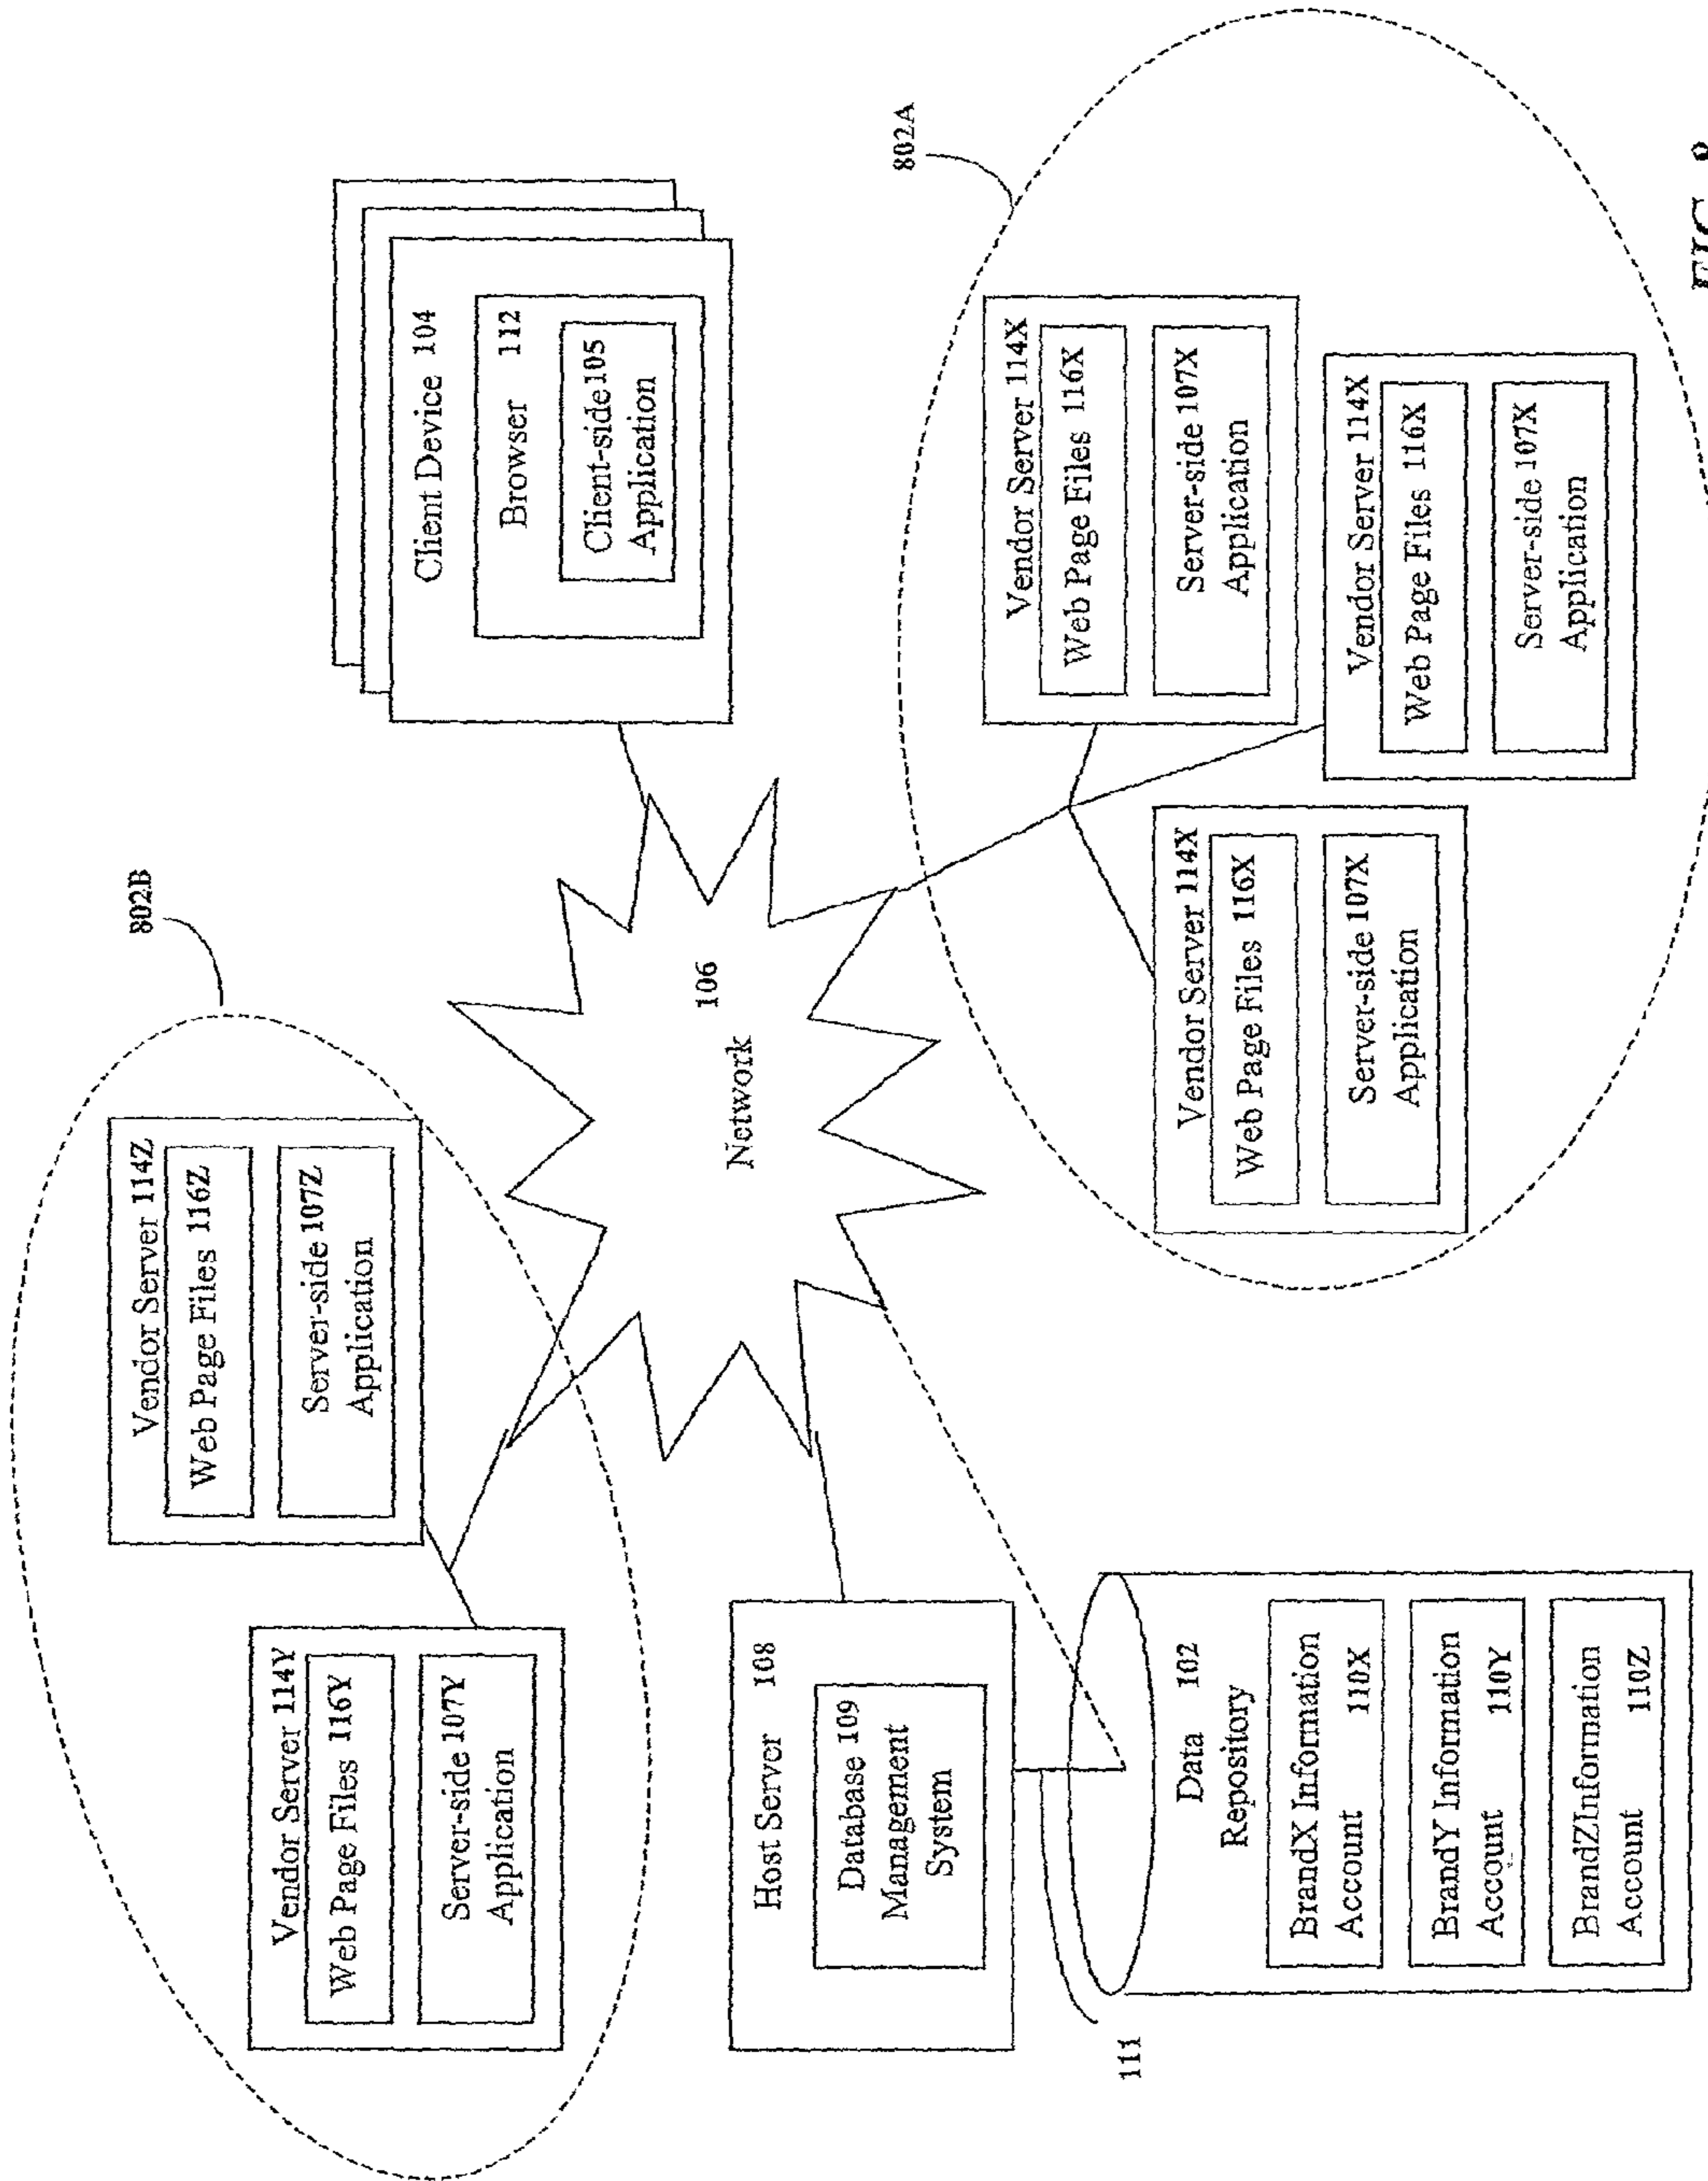 802B
Vendor Server 114Z
Web Page Files 116Z
Server-side 107Z
Application
Vendor Server 114Y
Web Page Files 116Y
Server-side 107Y
Application
Client Device 104
Browser 112
Client-side 105
Application
106
Network
Host Server 108
Database 109
Management
System
111
Data 102
Repository
BrandX Information
Account 110X
BrandY Information
Account 110Y
BrandZInformation
Account 110Z
802A
Vendor Server 114X
Web Page Files 116X
Server-side 107X
Application
Vendor Server 114X
Web Page Files 116X
Server-side 107X
Application
Vendor Server 114X
Web Page Files 116X
Server-side 107X
Application
FIG. 8